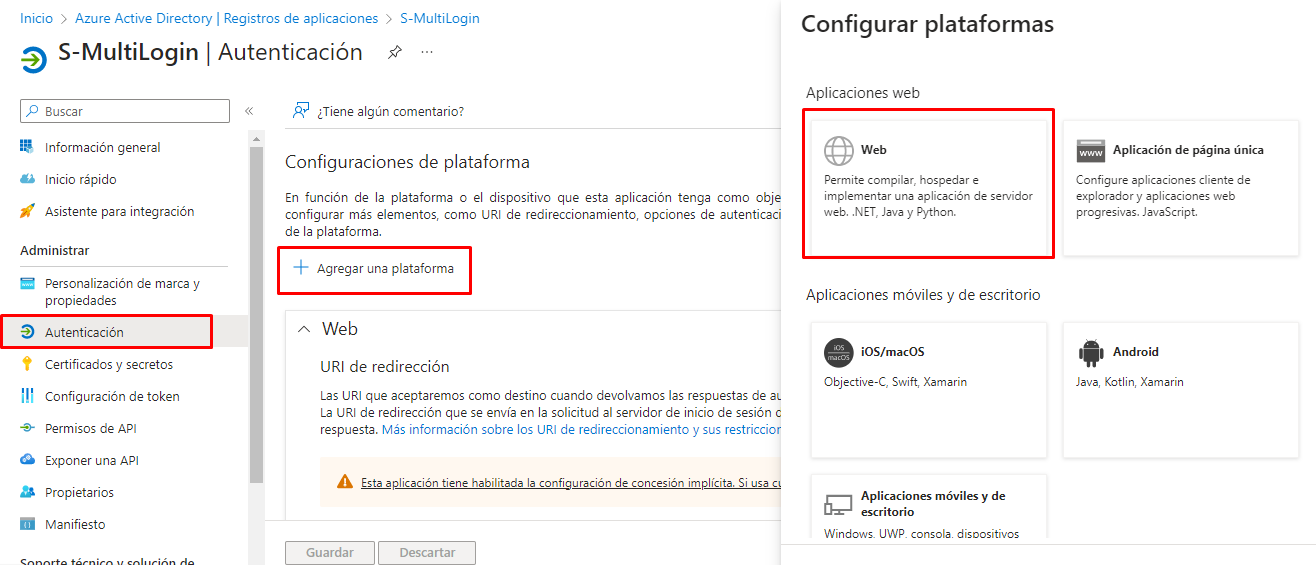 Inicio > Azure Active Directory | Registros de aplicaciones > S-MultiLogin
S-MultiLogin | Autenticación
Buscar
Información general
Inicio rápido
Asistente para integración
Administrar
Personalización de marca y
propiedades
Autenticación
Certificados y secretos
Configuración de token
Permisos de API
Exponer una API
Propietarios
Manifiesto
Soporte técnico y solución de
¿Tiene algún comentario?
Configuraciones de plataforma
En función de la plataforma o el dispositivo que esta aplicación tenga como obje
configurar más elementos, como URI de redireccionamiento, opciones de autenticaci
de la plataforma.
Agregar una plataforma
Web
URI de redirección
Las URI que aceptaremos como destino cuando devolvamos las respuestas de au
La URI de redirección que se envía en la solicitud al servidor de inicio de sesión d
respuesta. Más información sobre los URI de redireccionamiento y sus restriccion
Esta aplicación tiene habilitada la configuración de concesión implícita. Si usa cu
Guardar
Descartar
Configurar plataformas
Aplicaciones web
Web
Permite compilar, hospedar e
implementar una aplicación de servidor
web. .NET, Java y Python.
www
Aplicación de página única
Configure aplicaciones cliente de
explorador y aplicaciones web
progresivas. JavaScript.
Aplicaciones móviles y de escritorio
iOS
macOS
iOS/macOS
Objective-C, Swift, Xamarin
Android
Java, Kotlin, Xamarin
Aplicaciones móviles y de
escritorio
Windows, UWP, consola, dispositivos